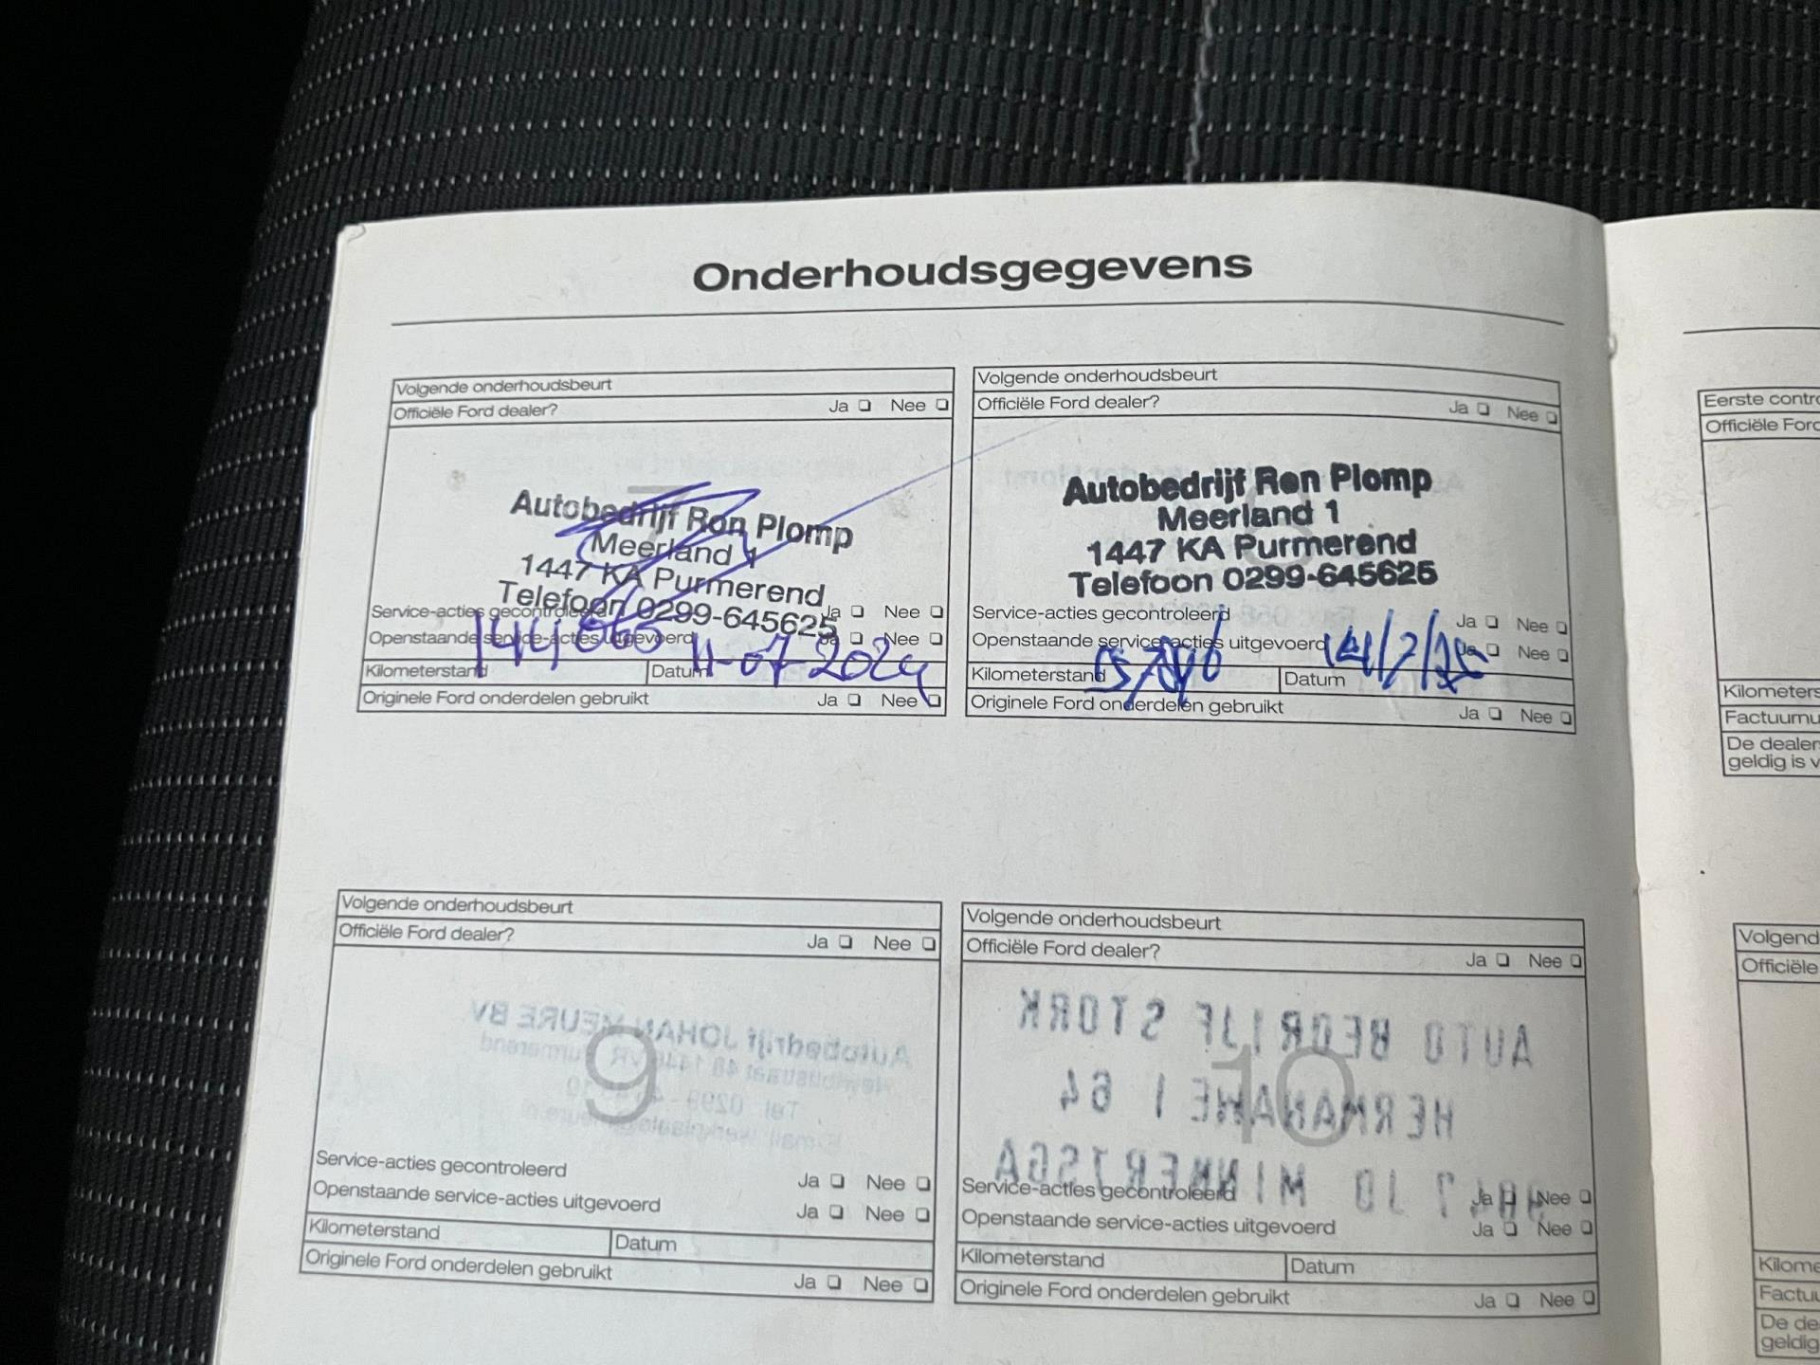 Onderhoudsgegevens
Volgende onderhoudsbeurt
Officiële Ford dealer? Ja Nee
7
Autobedrijf Ron Plomp
Meerland 1
1447 KA Purmerend
Telefoon 0299-645625
Service-acties gecontroleerd Ja Nee
Openstaande service-acties uitgevoerd Ja Nee
Kilometerstand Datum 11-07-2024
Originele Ford onderdelen gebruikt Ja Nee
Volgende onderhoudsbeurt
Officiële Ford dealer? Ja Nee
8
Autobedrijf Ron Plomp
Meerland 1
1447 KA Purmerend
Telefoon 0299-645625
Service-acties gecontroleerd Ja Nee
Openstaande service-acties uitgevoerd Ja Nee
Kilometerstand Datum
Originele Ford onderdelen gebruikt Ja Nee
Volgende onderhoudsbeurt
Officiële Ford dealer? Ja Nee
9
Service-acties gecontroleerd Ja Nee
Openstaande service-acties uitgevoerd Ja Nee
Kilometerstand Datum
Originele Ford onderdelen gebruikt Ja Nee
Volgende onderhoudsbeurt
Officiële Ford dealer? Ja Nee
10
Service-acties gecontroleerd Ja Nee
Openstaande service-acties uitgevoerd Ja Nee
Kilometerstand Datum
Originele Ford onderdelen gebruikt Ja Nee
Eerste contro
Officiële Ford
Kilometers
Factuurnu
De dealer
geldig is v
Volgend
Officiële
Kilome
Factuu
De de
geldig